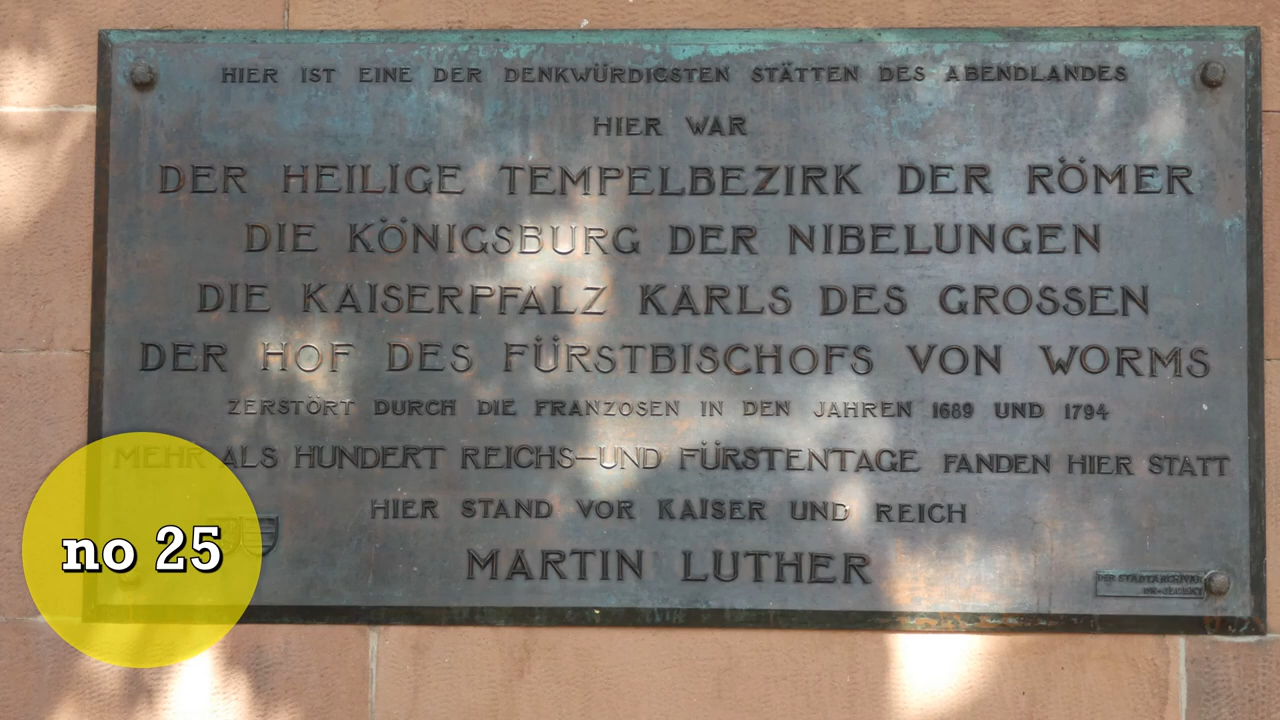 HIER IST EINE DER DENKWÜRDIGSTEN STÄTTEN DES ABENDLANDES
HIER WAR
DER HEILIGE TEMPELBEZIRK DER RÖMER
DIE KÖNIGSBURG DER NIBELUNGEN
DIE KAISERPFALZ KARLS DES GROSSEN
DER HOF DES FÜRSTBISCHOFS VON WORMS
ZERSTÖRT DURCH DIE FRANZOSEN IN DEN JAHREN 1689 UND 1794
MEHR ALS HUNDERT REICHS-UND FÜRSTENTAGE FANDEN HIER STATT
HIER STAND VOR KAISER UND REICH
MARTIN LUTHER
DER STADTARCHIVAR
no 25